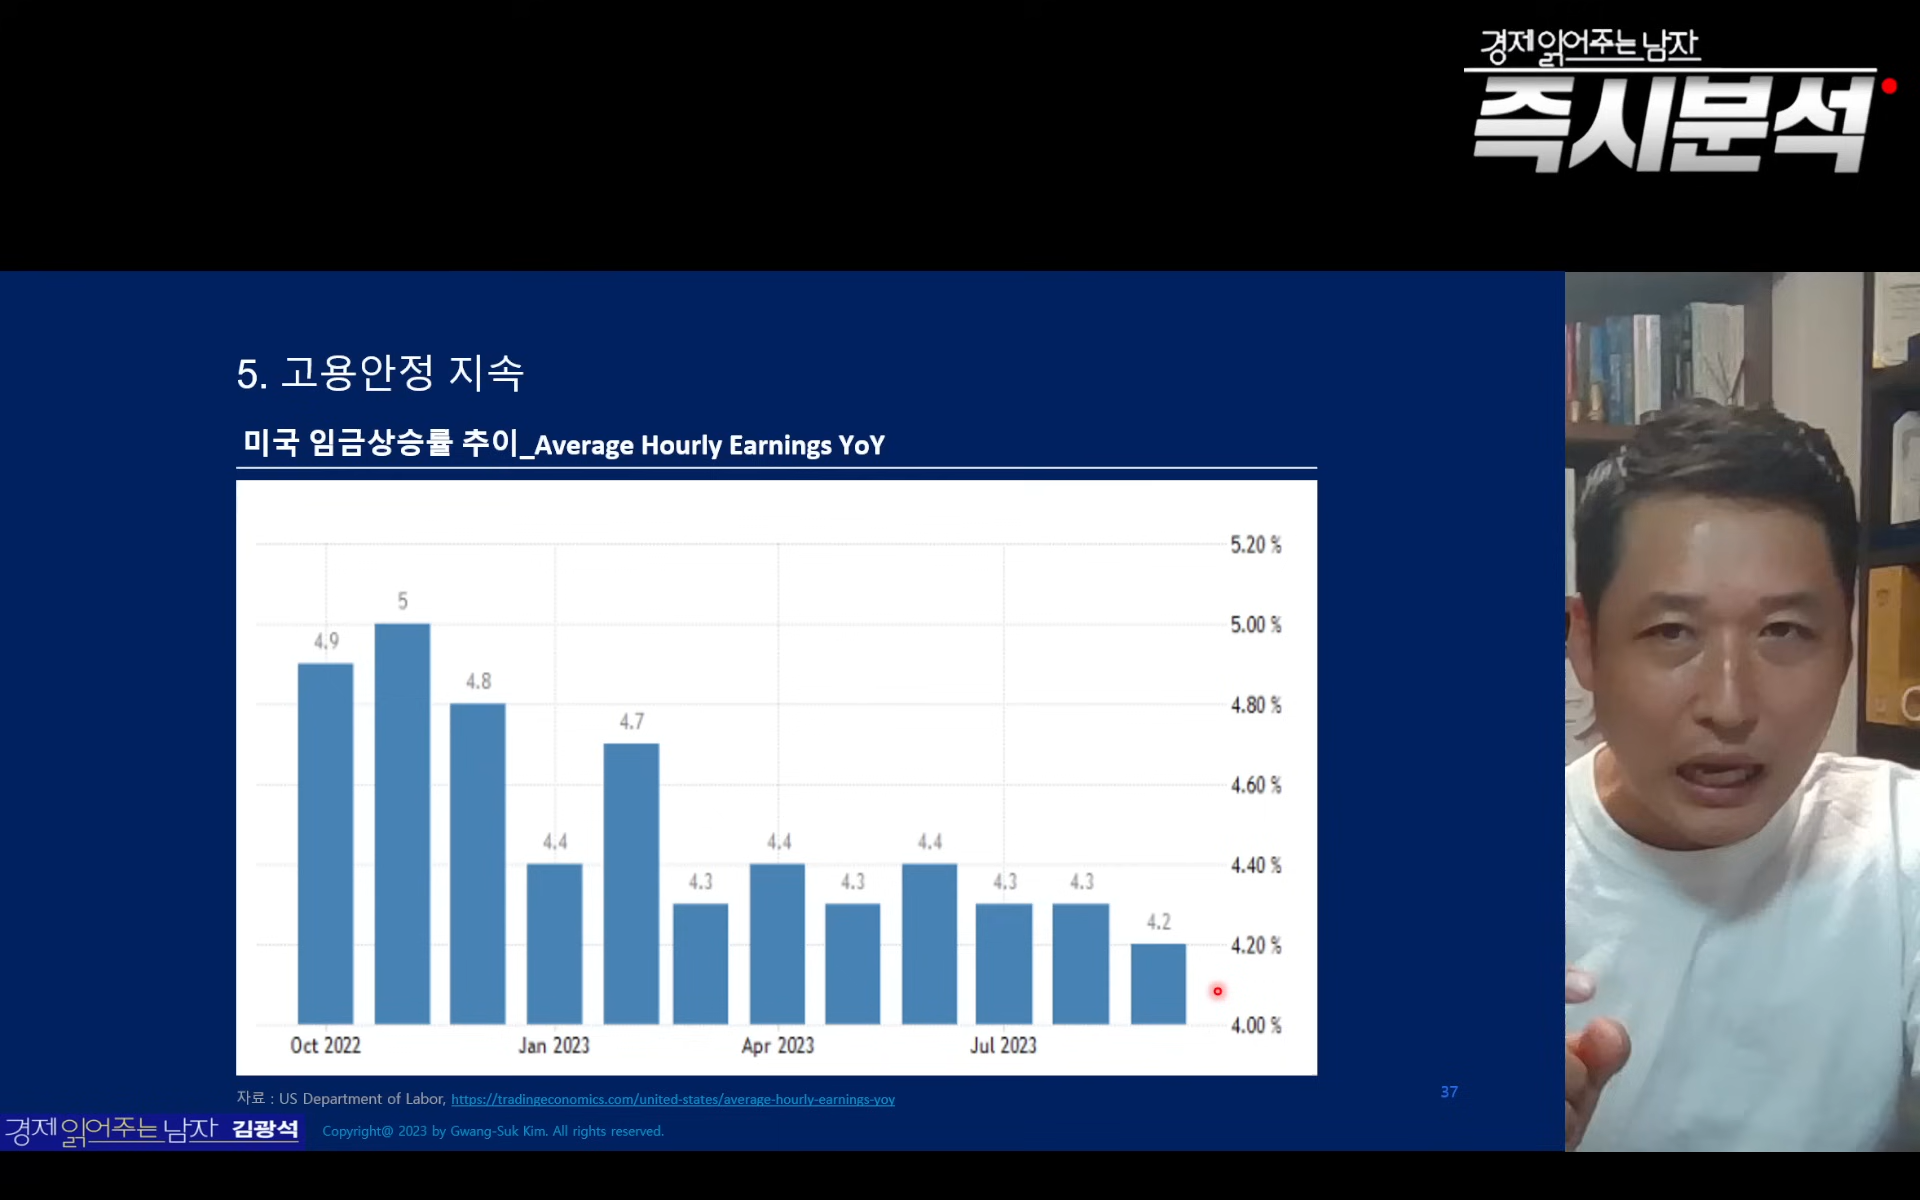 경제 읽어주는 남자
즉시분석
5. 고용안정 지속
미국 임금상승률 추이_Average Hourly Earnings YoY
5.20 %
5
5.00 %
4.9
4.8
4.80 %
4.7
4.60 %
4.4
4.4
4.4
4.40 %
4.3
4.3
4.3
4.3
4.2
4.20 %
4.00 %
Oct 2022
Jan 2023
Apr 2023
Jul 2023
자료 : US Department of Labor, https://tradingeconomics.com/united-states/average-hourly-earnings-yoy
37
경제 읽어주는 남자 김광석
Copyright@ 2023 by Gwang-Suk Kim. All rights reserved.